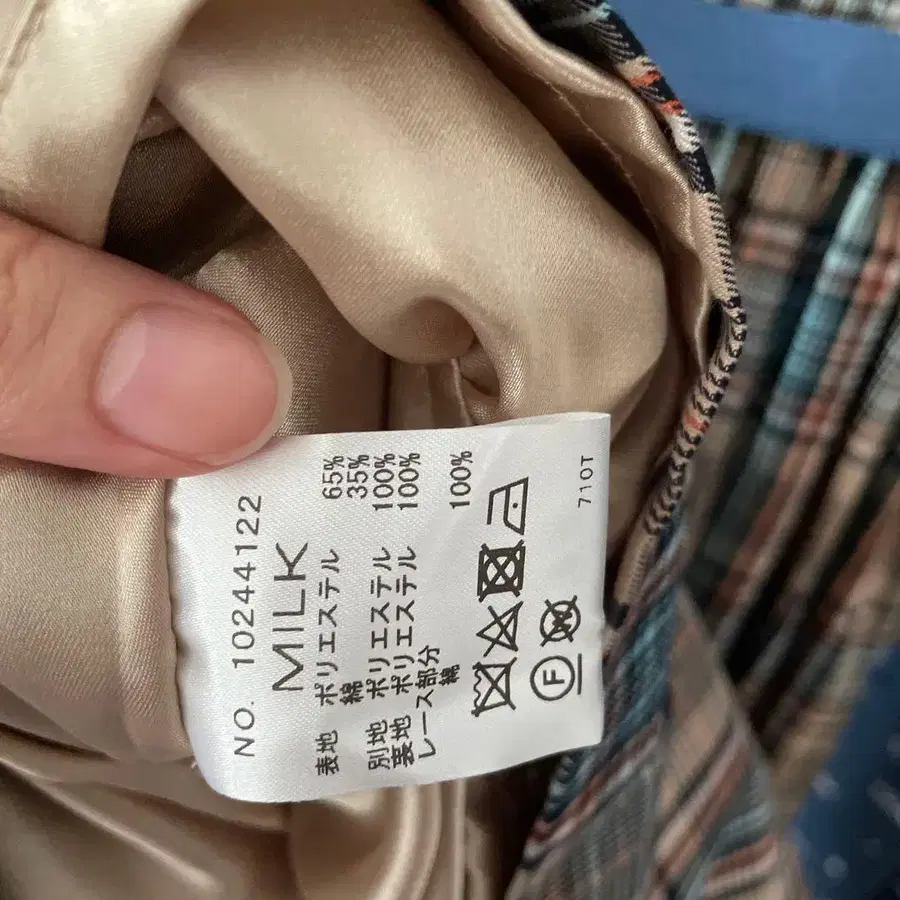 NO. 10244122
MILK
表地 ポリエステル 65%
綿 35%
別地 ポリエステル 100%
裏地 ポリエステル 100%
レース部分
綿 100%
F W
710T